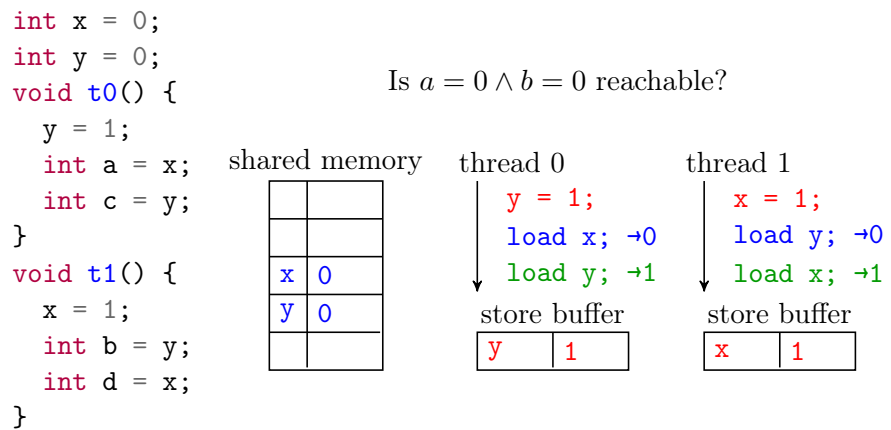 int x = 0;
int y = 0;
void t0() {
  y = 1;
  int a = x;
  int c = y;
}
void t1() {
  x = 1;
  int b = y;
  int d = x;
}
Is a = 0 ∧ b = 0 reachable?
shared memory
x 0
y 0
thread 0
y = 1;
load x; →0
load y; →1
store buffer
y 1
thread 1
x = 1;
load y; →0
load x; →1
store buffer
x 1